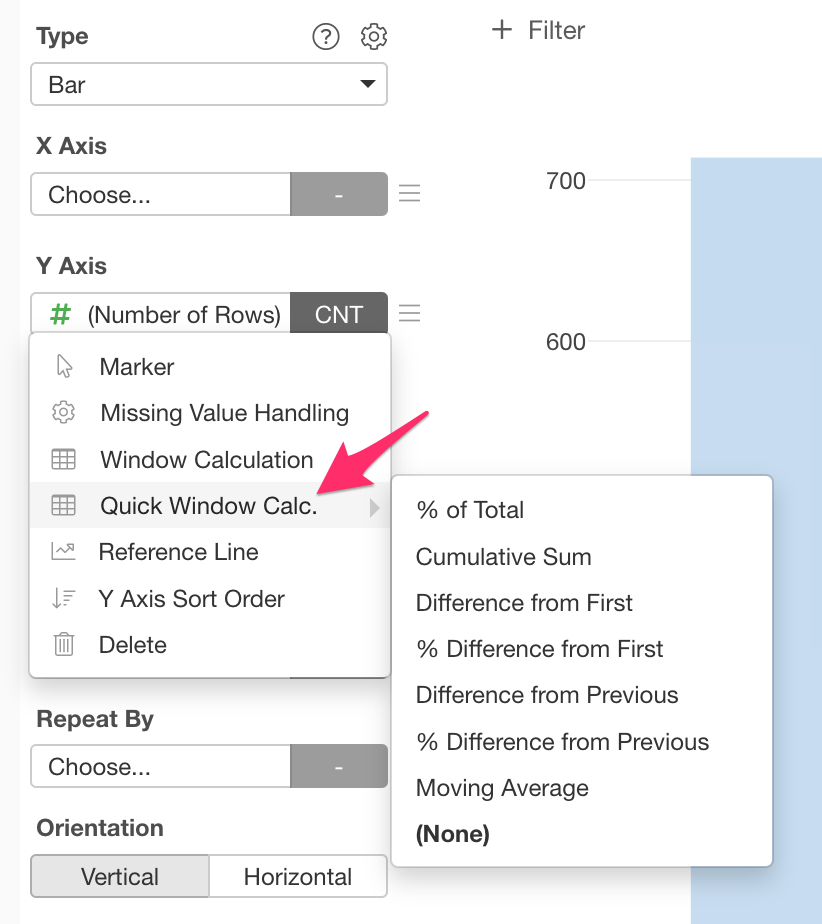 Type
?
+ Filter
Bar
X Axis
Choose... -
700
Y Axis
# (Number of Rows) CNT
600
Marker
Missing Value Handling
Window Calculation
Quick Window Calc.
Reference Line
Y Axis Sort Order
Delete
% of Total
Cumulative Sum
Difference from First
% Difference from First
Difference from Previous
% Difference from Previous
Moving Average
(None)
Repeat By
Choose... -
Orientation
Vertical Horizontal